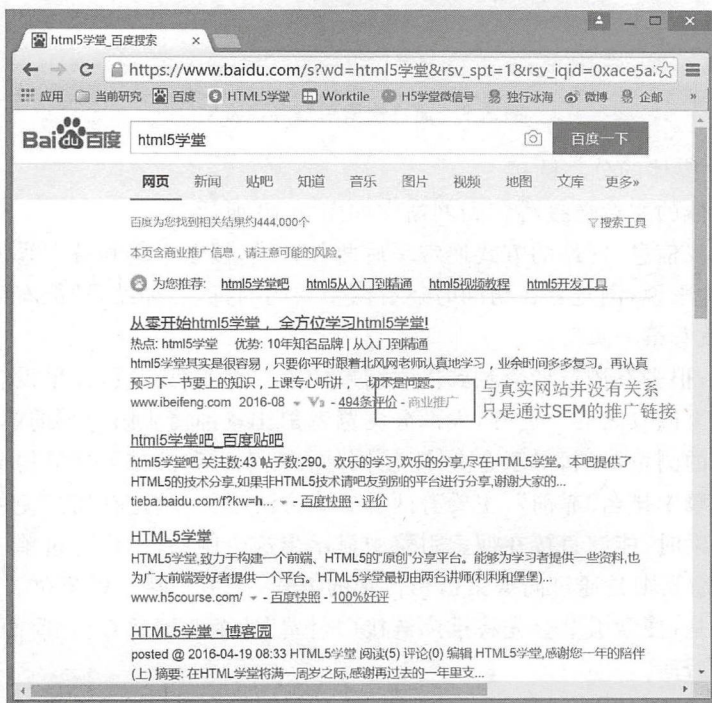 html5学堂_百度搜索
https://www.baidu.com/s?wd=html5学堂&rsv_spt=1&rsv_iqid=0xace5a
应用 当前研究 百度 HTML5学堂 Worktile H5学堂微信号 独行冰海 微博 企邮 »
Bai du 百度 html5学堂 百度一下
网页 新闻 贴吧 知道 音乐 图片 视频 地图 文库 更多»
百度为您找到相关结果约444,000个 搜索工具
本页含商业推广信息，请注意可能的风险。
为您推荐: html5学堂吧 html5从入门到精通 html5视频教程 html5开发工具
从零开始html5学堂，全方位学习html5学堂!
热点: html5学堂 优势: 10年知名品牌 | 从入门到精通
html5学堂其实是很容易，只要你平时跟着北风网老师认真地学习，业余时间多多复习。再认真
预习下一节要上的知识，上课专心听讲，一切不是问题。
www.ibeifeng.com 2016-08 V3 - 494条评价 - 商业推广
与真实网站并没有关系
只是通过SEM的推广链接
html5学堂吧_百度贴吧
html5学堂吧 关注数:43 帖子数:290。欢乐的学习,欢乐的分享,尽在HTML5学堂。本吧提供了
HTML5的技术分享,如果非HTML5技术请吧友到别的平台进行分享,谢谢大家的...
tieba.baidu.com/f?kw=h... - 百度快照 - 评价
HTML5学堂
HTML5学堂,致力于构建一个前端、HTML5的"原创"分享平台。能够为学习者提供一些资料,也
为广大前端爱好者提供一个平台。HTML5学堂最初由两名讲师(利利和堡堡)...
www.h5course.com/ - 百度快照 - 100%好评
HTML5学堂 - 博客园
posted @ 2016-04-19 08:33 HTML5学堂 阅读(5) 评论(0) 编辑 HTML5学堂,感谢您一年的陪伴
(上) 摘要: 在HTML学堂将满一周岁之际,感谢再过去的一年里支...